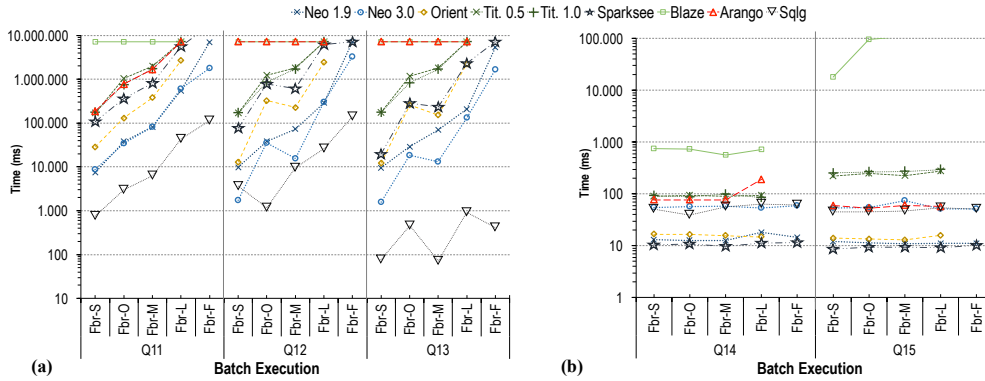 Neo 1.9 Neo 3.0 Orient Tit. 0.5 Tit. 1.0 Sparksee Blaze Arango Sqlg
Time (ms)
10.000.000
1.000.000
100.000
10.000
1.000
100
10
Fbr-S Fbr-O Fbr-M Fbr-L Fbr-F Fbr-S Fbr-O Fbr-M Fbr-L Fbr-F Fbr-S Fbr-O Fbr-M Fbr-L Fbr-F
Q11 Q12 Q13
(a) Batch Execution
Time (ms)
100.000
10.000
1.000
100
10
1
Fbr-S Fbr-O Fbr-M Fbr-L Fbr-F Fbr-S Fbr-O Fbr-M Fbr-L Fbr-F
Q14 Q15
(b) Batch Execution